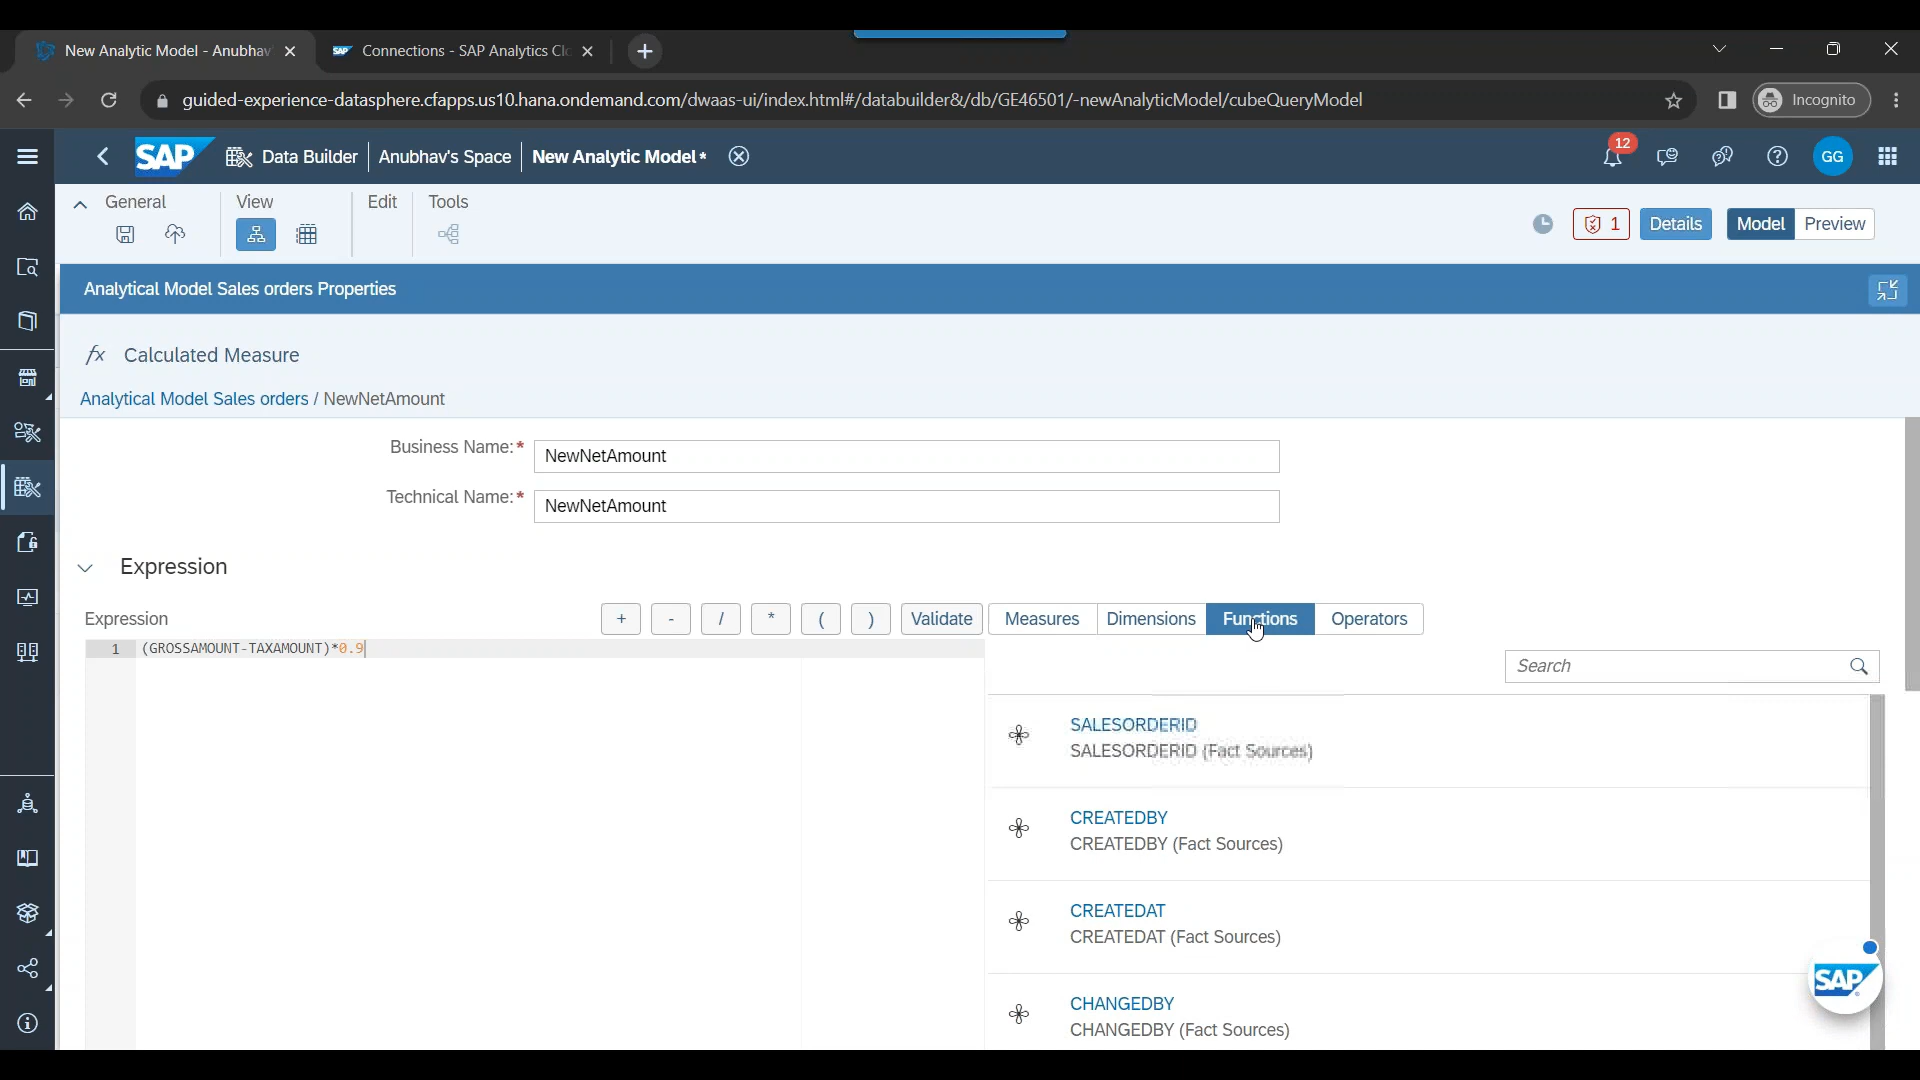 New Analytic Model - Anubhav
Connections - SAP Analytics Clo
guided-experience-datasphere.cfapps.us10.hana.ondemand.com/dwaas-ui/index.html#/databuilder&/db/GE46501/-newAnalyticModel/cubeQueryModel
Incognito
SAP Data Builder Anubhav's Space New Analytic Model* 12 GG
General View Edit Tools
1 Details Model Preview
Analytical Model Sales orders Properties
fx Calculated Measure
Analytical Model Sales orders / NewNetAmount
Business Name:* NewNetAmount
Technical Name:* NewNetAmount
Expression
Expression + - / * ( ) Validate Measures Dimensions Functions Operators
1 (GROSSAMOUNT-TAXAMOUNT)*0.9
Search
SALESORDERID
SALESORDERID (Fact Sources)
CREATEDBY
CREATEDBY (Fact Sources)
CREATEDAT
CREATEDAT (Fact Sources)
CHANGEDBY
CHANGEDBY (Fact Sources)
SAP